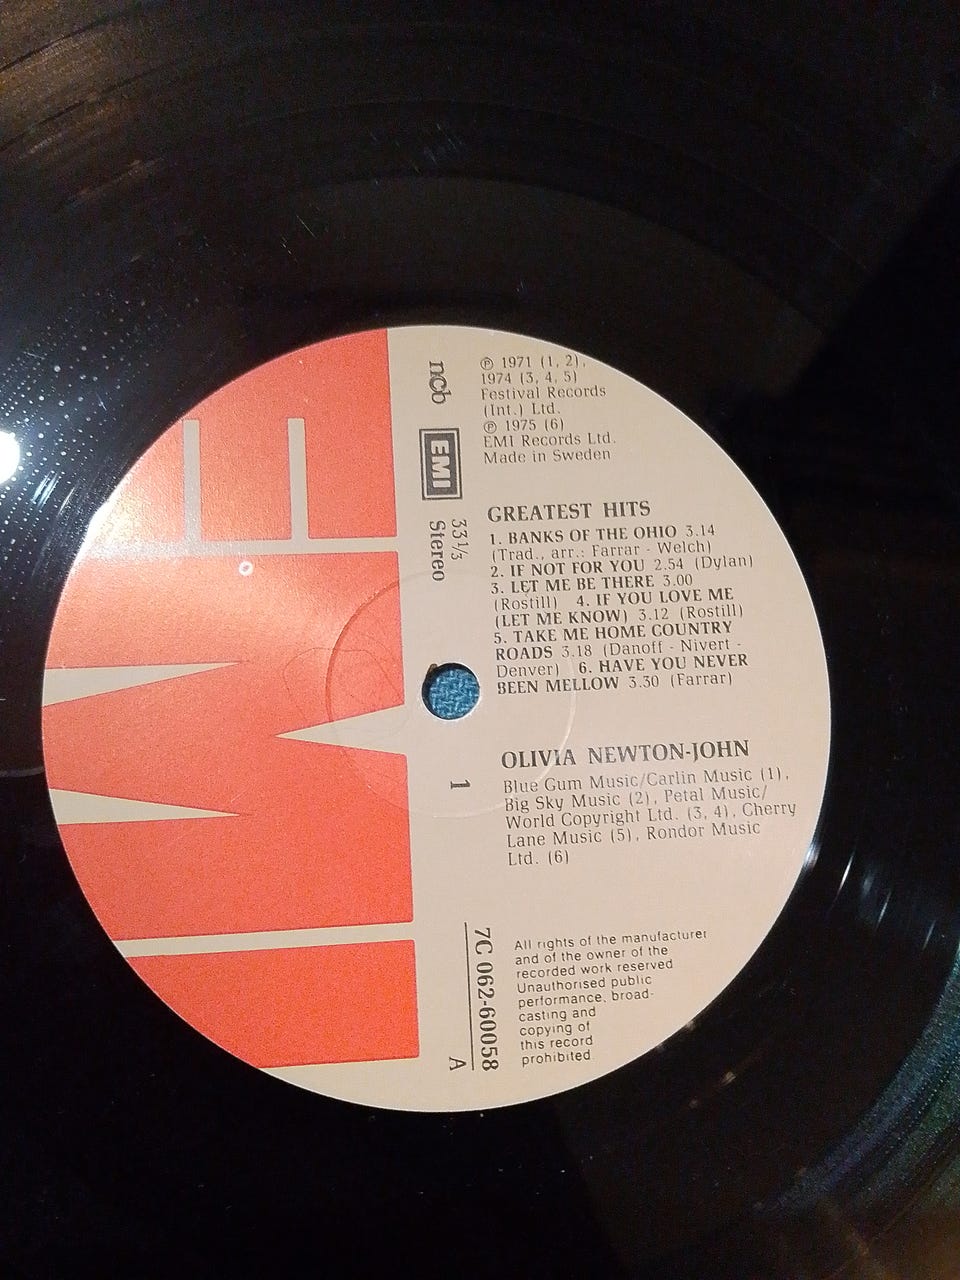 EMI
ncb
EMI
33 1/3
Stereo
1
℗ 1971 (1, 2),
1974 (3, 4, 5)
Festival Records
(Int.) Ltd.
℗ 1975 (6)
EMI Records Ltd.
Made in Sweden
GREATEST HITS
1. BANKS OF THE OHIO 3.14
(Trad., arr.: Farrar - Welch)
2. IF NOT FOR YOU 2.54 (Dylan)
3. LET ME BE THERE 3.00
(Rostill) 4. IF YOU LOVE ME
(LET ME KNOW) 3.12 (Rostill)
5. TAKE ME HOME COUNTRY
ROADS 3.18 (Danoff - Nivert -
Denver) 6. HAVE YOU NEVER
BEEN MELLOW 3.30 (Farrar)
OLIVIA NEWTON-JOHN
Blue Gum Music/Carlin Music (1),
Big Sky Music (2), Petal Music/
World Copyright Ltd. (3, 4), Cherry
Lane Music (5), Rondor Music
Ltd. (6)
7C 062-60058
A
All rights of the manufacturer
and of the owner of the
recorded work reserved
Unauthorised public
performance, broad-
casting and
copying of
this record
prohibited